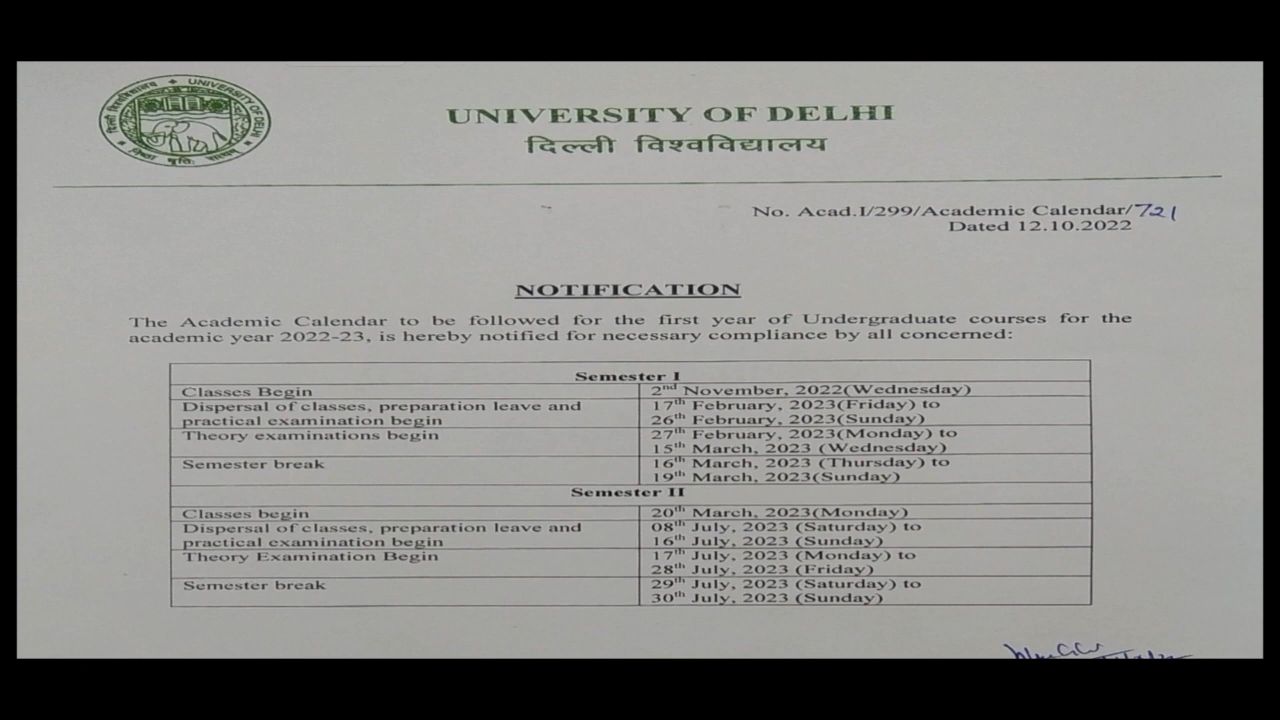 UNIVERSITY OF DELHI
UNIVERSITY OF DELHI
दिल्ली विश्वविद्यालय
No. Acad.I/299/Academic Calendar/721
Dated 12.10.2022
NOTIFICATION
The Academic Calendar to be followed for the first year of Undergraduate courses for the
academic year 2022-23, is hereby notified for necessary compliance by all concerned:
Semester I
Classes Begin 2nd November, 2022(Wednesday)
Dispersal of classes, preparation leave and 17th February, 2023(Friday) to
practical examination begin 26th February, 2023(Sunday)
Theory examinations begin 27th February, 2023(Monday) to
15th March, 2023 (Wednesday)
Semester break 16th March, 2023 (Thursday) to
19th March, 2023(Sunday)
Semester II
Classes begin 20th March, 2023(Monday)
Dispersal of classes, preparation leave and 08th July, 2023 (Saturday) to
practical examination begin 16th July, 2023 (Sunday)
Theory Examination Begin 17th July, 2023 (Monday) to
28th July, 2023 (Friday)
Semester break 29th July, 2023 (Saturday) to
30th July, 2023 (Sunday)